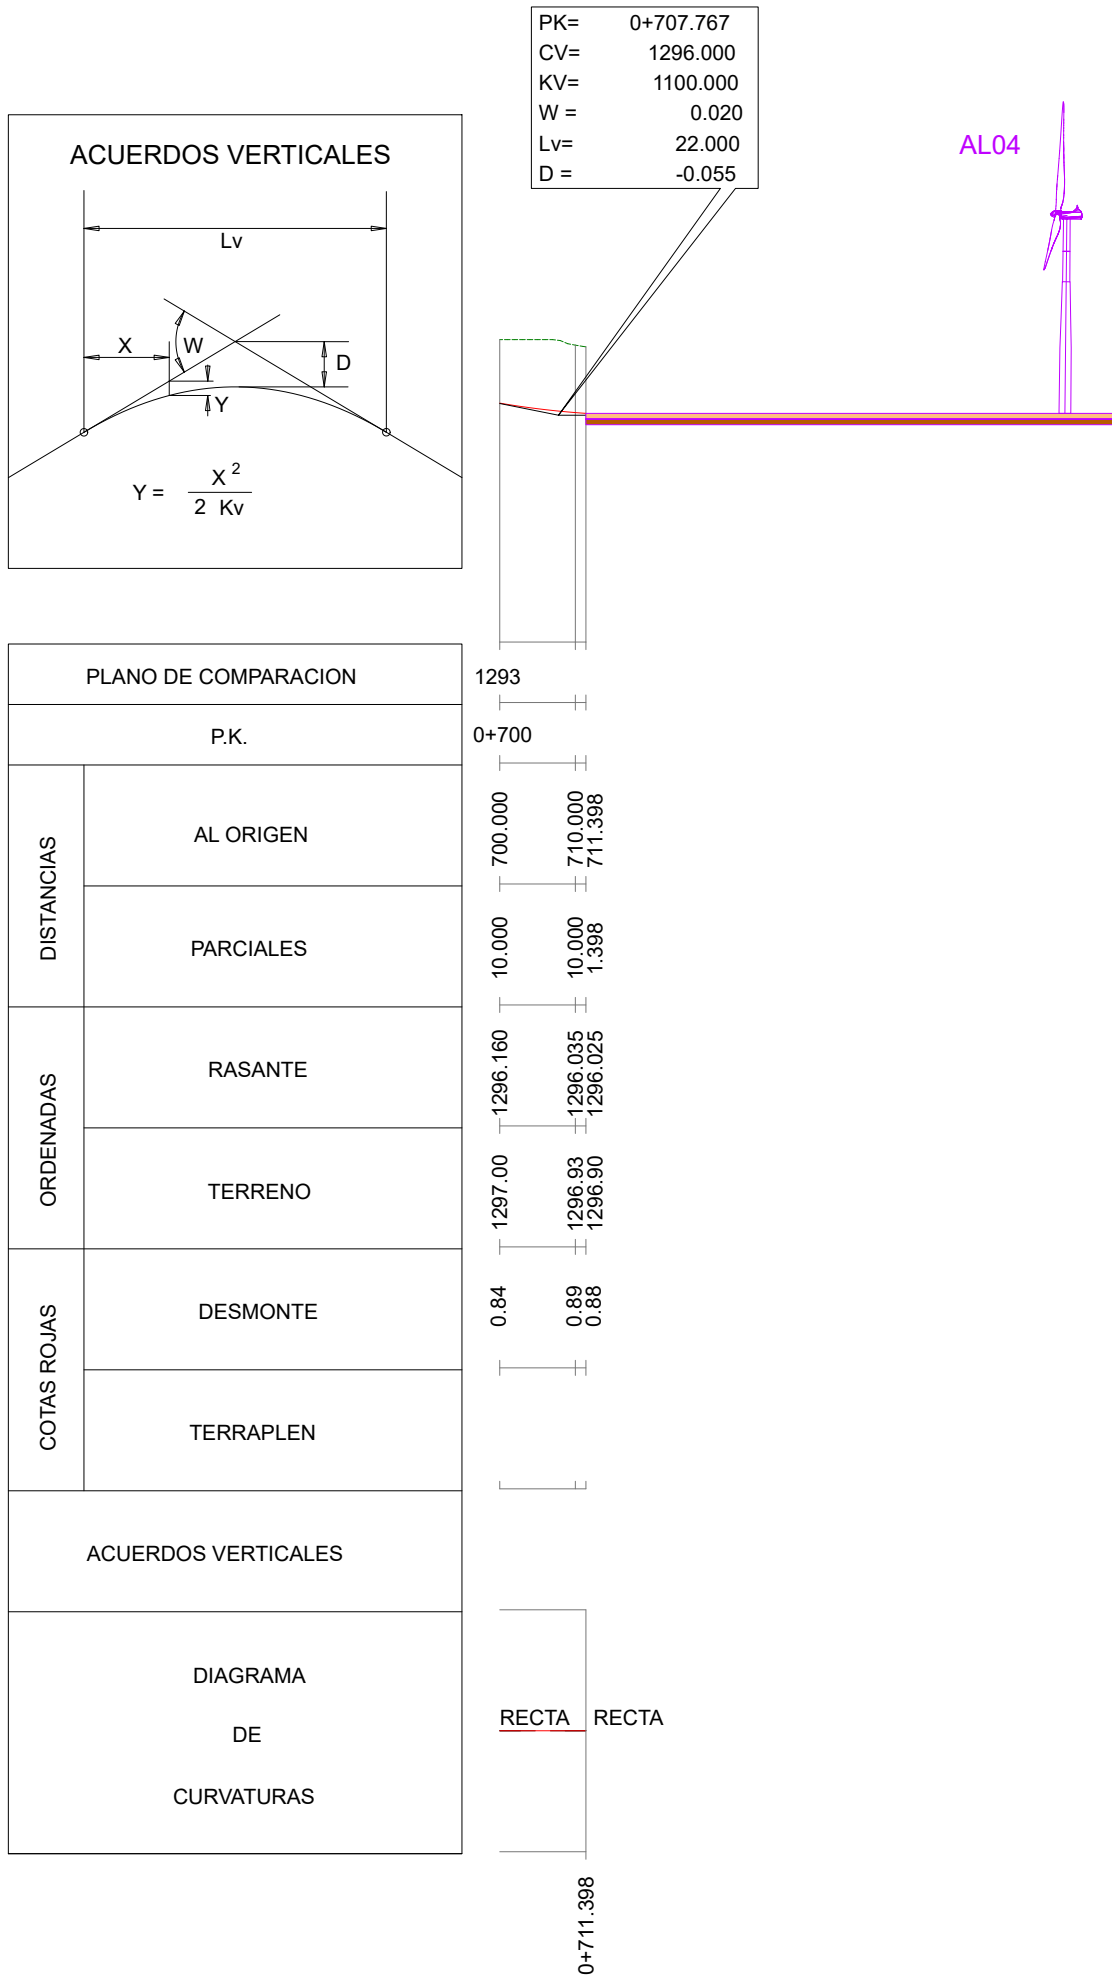 PK= 0+707.767
CV= 1296.000
KV= 1100.000
W = 0.020
Lv= 22.000
D = -0.055
AL04
ACUERDOS VERTICALES
Lv
X
W
D
Y
Y = X 2
2 Kv
PLANO DE COMPARACION 1293
P.K. 0+700
DISTANCIAS
AL ORIGEN 700.000 710.000 711.398
PARCIALES 10.000 10.000 1.398
ORDENADAS
RASANTE 1296.160 1296.035 1296.025
TERRENO 1297.00 1296.93 1296.90
COTAS ROJAS
DESMONTE 0.84 0.89 0.88
TERRAPLEN
ACUERDOS VERTICALES
DIAGRAMA
DE
CURVATURAS
RECTA RECTA
0+711.398